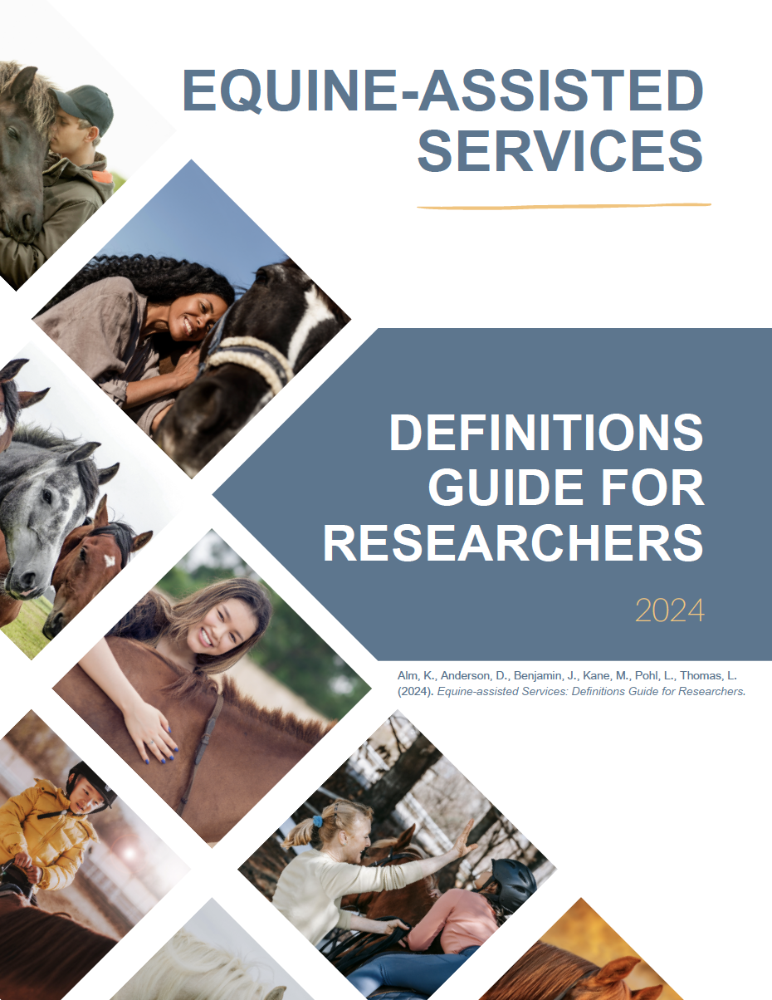 EQUINE-ASSISTED
SERVICES
DEFINITIONS
GUIDE FOR
RESEARCHERS
2024
Alm, K., Anderson, D., Benjamin, J., Kane, M., Pohl, L., Thomas, L.
(2024). Equine-assisted Services: Definitions Guide for Researchers.